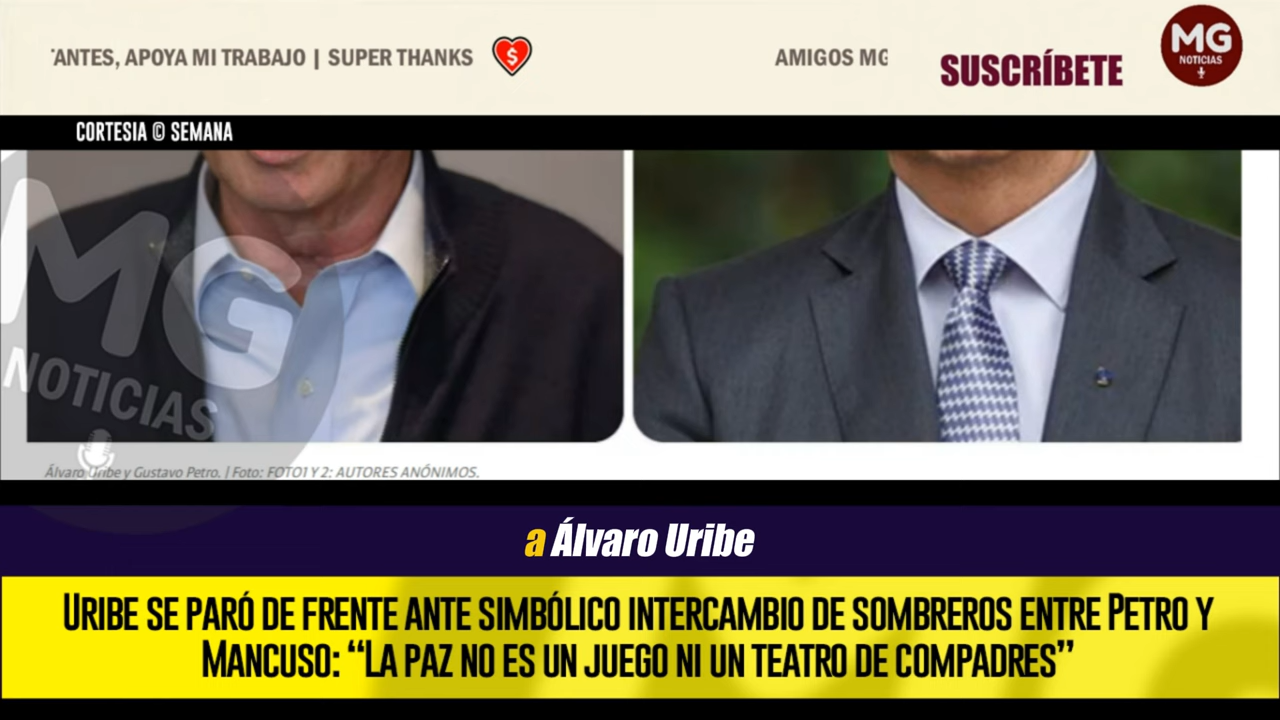 'ANTES, APOYA MI TRABAJO | SUPER THANKS
AMIGOS MG
SUSCRÍBETE
MG
NOTICIAS
CORTESIA © SEMANA
MG
NOTICIAS
Álvaro Uribe y Gustavo Petro. | Foto: FOTO1 Y 2: AUTORES ANÓNIMOS.
a Álvaro Uribe
URIBE SE PARÓ DE FRENTE ANTE SIMBÓLICO INTERCAMBIO DE SOMBREROS ENTRE PETRO Y
MANCUSO: “LA PAZ NO ES UN JUEGO NI UN TEATRO DE COMPADRES”